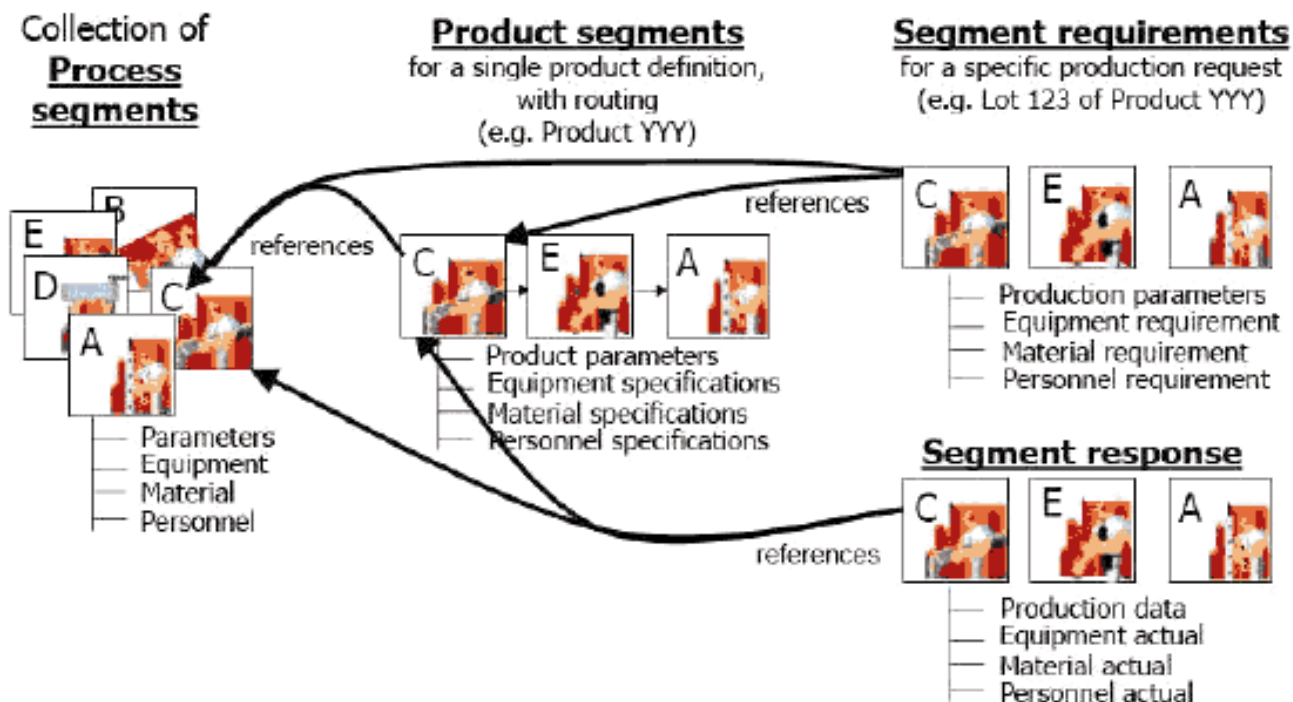 Collection of
Process
segments
Product segments
for a single product definition,
with routing
(e.g. Product YYY)
Segment requirements
for a specific production request
(e.g. Lot 123 of Product YYY)
B
E
D
C
A
references
C
E
A
references
C
E
A
Parameters
Equipment
Material
Personnel
Product parameters
Equipment specifications
Material specifications
Personnel specifications
Production parameters
Equipment requirement
Material requirement
Personnel requirement
Segment response
C
E
A
references
Production data
Equipment actual
Material actual
Personnel actual